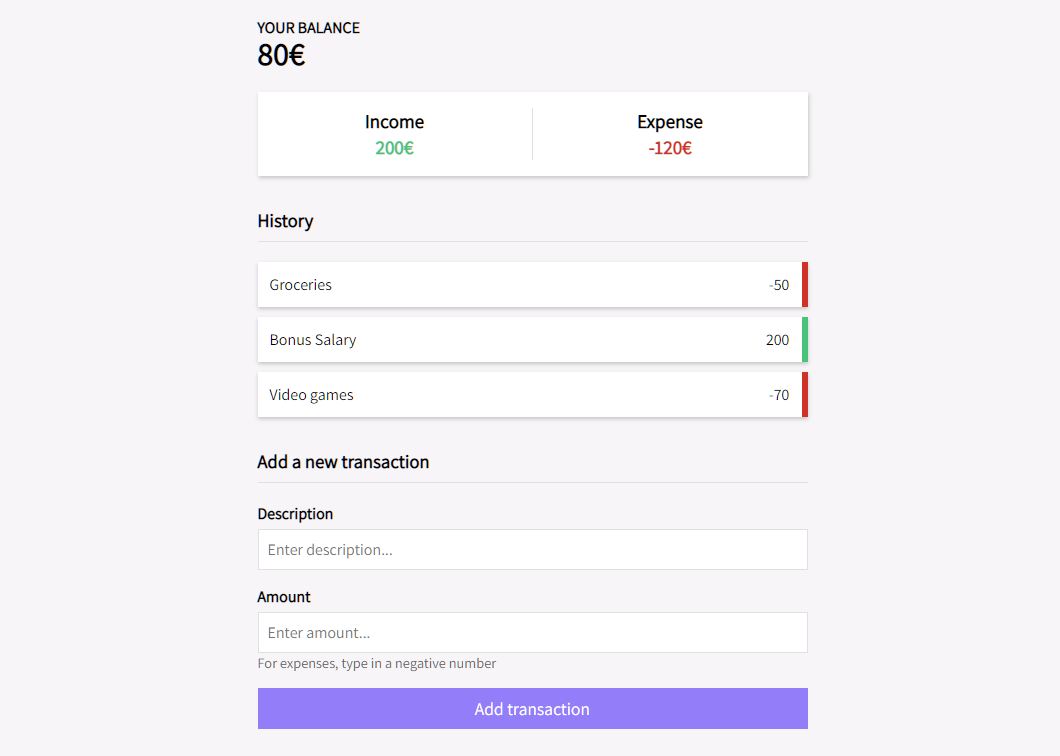 YOUR BALANCE
80€
Income
Expense
200€
-120€
History
Groceries -50
Bonus Salary 200
Video games -70
Add a new transaction
Description
Enter description...
Amount
Enter amount...
For expenses, type in a negative number
Add transaction